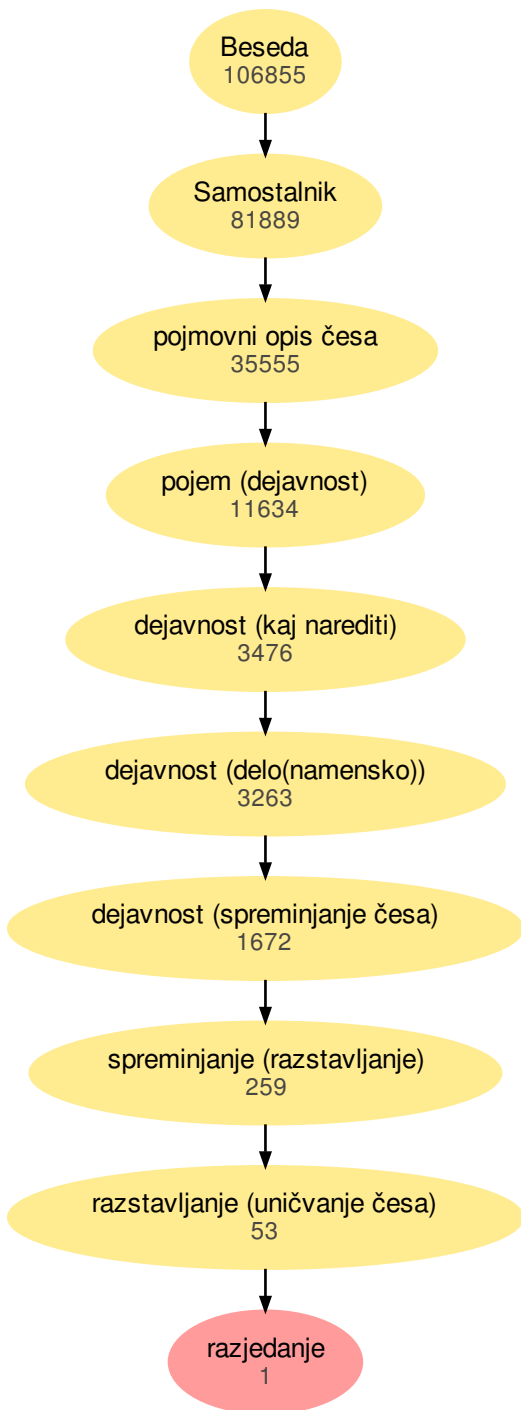 Beseda
106855
Samostalnik
81889
pojmovni opis česa
35555
pojem (dejavnost)
11634
dejavnost (kaj narediti)
3476
dejavnost (delo(namensko))
3263
dejavnost (spreminjanje česa)
1672
spreminjanje (razstavljanje)
259
razstavljanje (uničvanje česa)
53
razjedanje
1